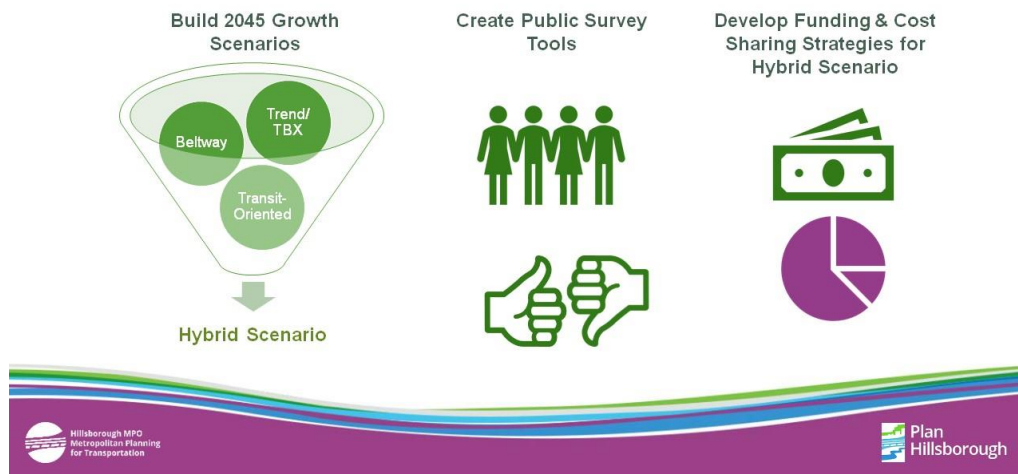 Build 2045 Growth
Scenarios
Beltway
Trend/
TBX
Transit-
Oriented
Hybrid Scenario
Create Public Survey
Tools
Develop Funding & Cost
Sharing Strategies for
Hybrid Scenario
Hillsborough MPO
Metropolitan Planning
for Transportation
Plan
Hillsborough